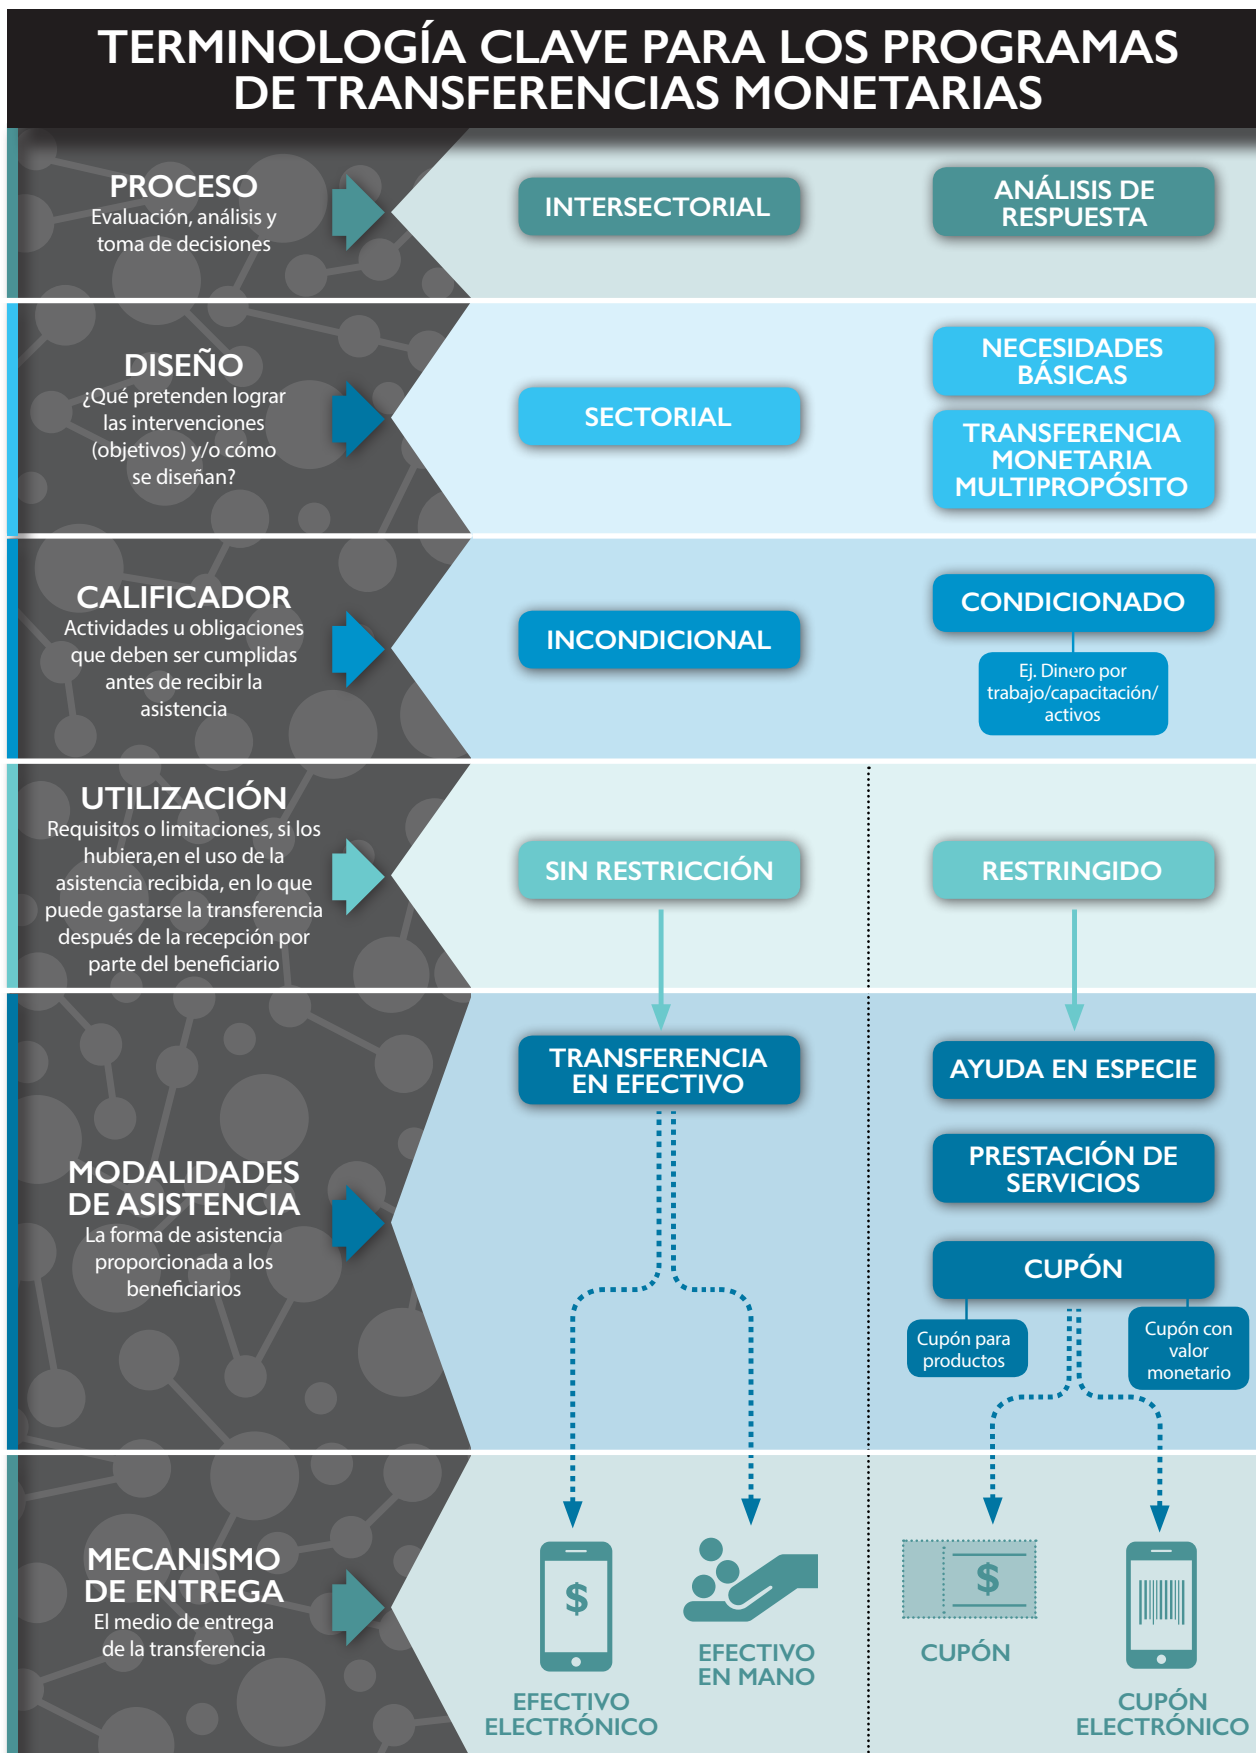 TERMINOLOGÍA CLAVE PARA LOS PROGRAMAS
DE TRANSFERENCIAS MONETARIAS
PROCESO
Evaluación, análisis y
toma de decisiones
INTERSECTORIAL
ANÁLISIS DE
RESPUESTA
DISEÑO
¿Qué pretenden lograr
las intervenciones
(objetivos) y/o cómo
se diseñan?
SECTORIAL
NECESIDADES
BÁSICAS
TRANSFERENCIA
MONETARIA
MULTIPROPÓSITO
CALIFICADOR
Actividades u obligaciones
que deben ser cumplidas
antes de recibir la
asistencia
INCONDICIONAL
CONDICIONADO
Ej. Dinero por
trabajo/capacitación/
activos
UTILIZACIÓN
Requisitos o limitaciones, si los
hubiera,en el uso de la
asistencia recibida, en lo que
puede gastarse la transferencia
después de la recepción por
parte del beneficiario
SIN RESTRICCIÓN
RESTRINGIDO
MODALIDADES
DE ASISTENCIA
La forma de asistencia
proporcionada a los
beneficiarios
TRANSFERENCIA
EN EFECTIVO
AYUDA EN ESPECIE
PRESTACIÓN DE
SERVICIOS
CUPÓN
Cupón para
productos
Cupón con
valor
monetario
MECANISMO
DE ENTREGA
El medio de entrega
de la transferencia
$
EFECTIVO
ELECTRÓNICO
EFECTIVO
EN MANO
$
CUPÓN
CUPÓN
ELECTRÓNICO